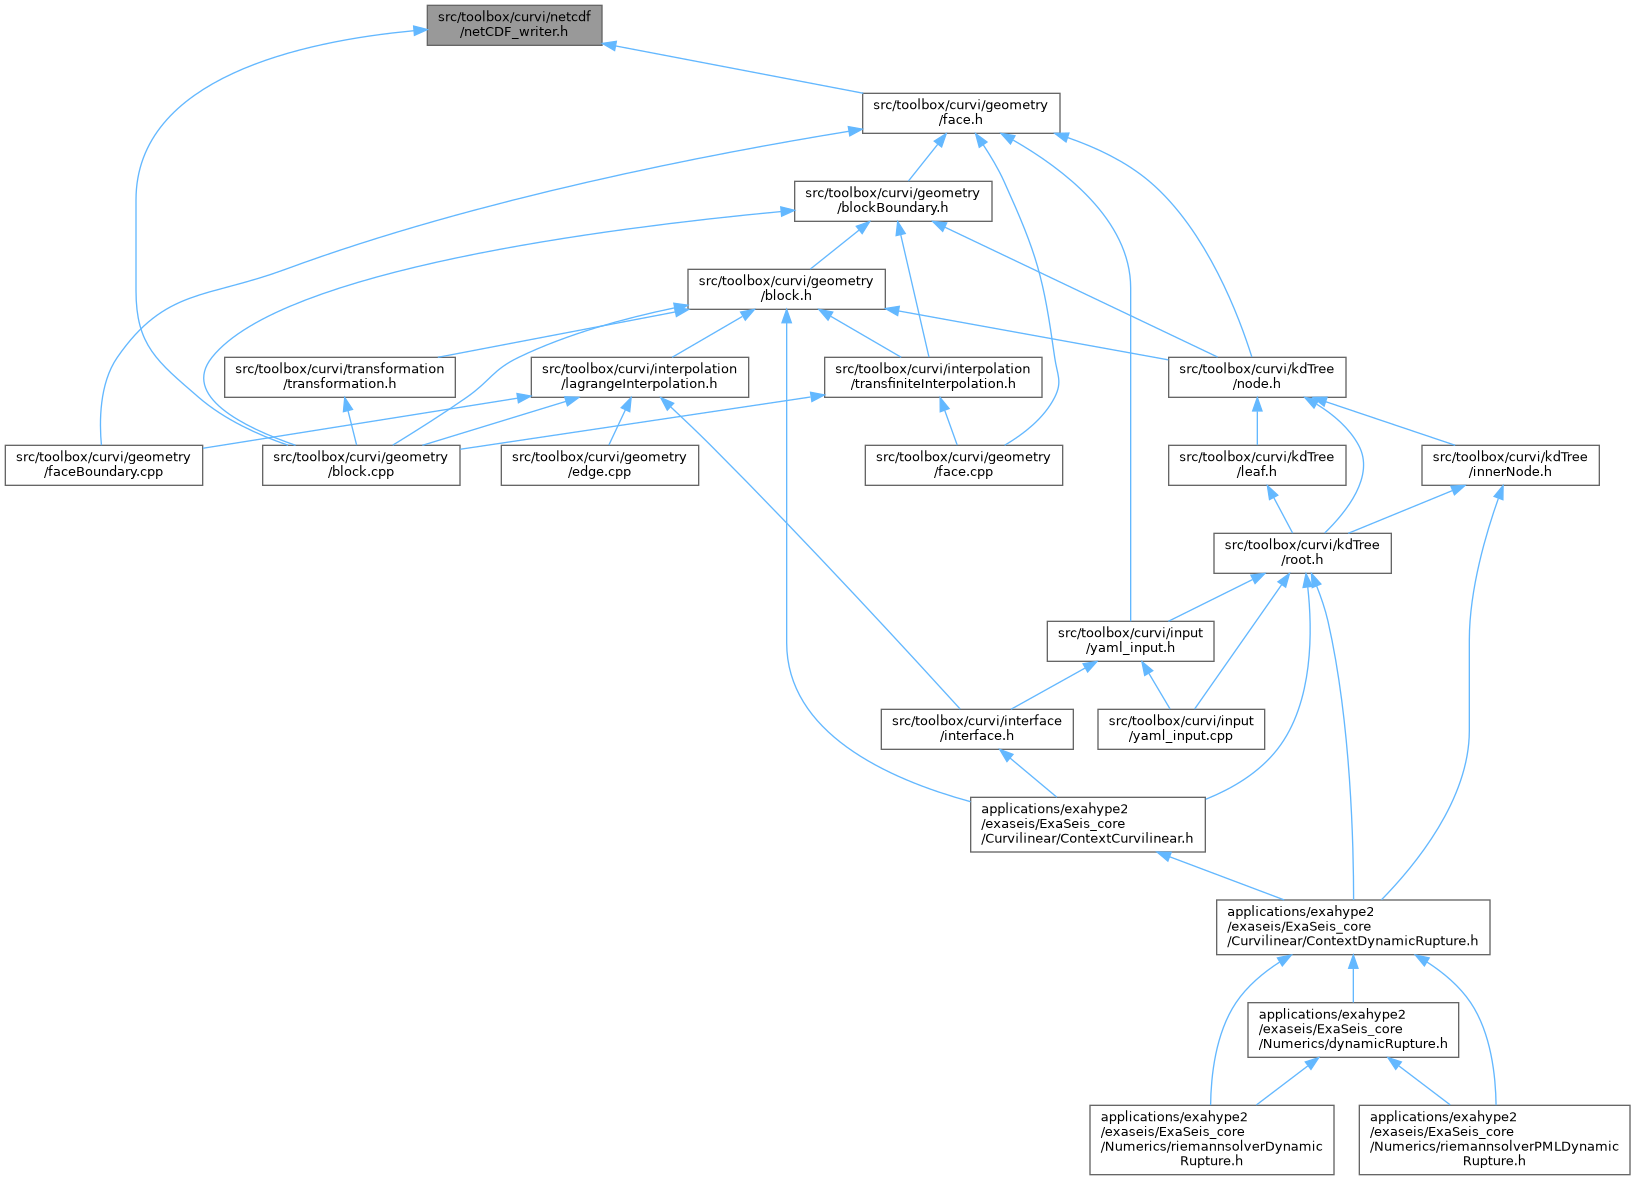 src/toolbox/curvi/netcdf
/netCDF_writer.h
src/toolbox/curvi/geometry
/face.h
src/toolbox/curvi/geometry
/blockBoundary.h
src/toolbox/curvi/geometry
/block.h
src/toolbox/curvi/transformation
/transformation.h
src/toolbox/curvi/interpolation
/lagrangeInterpolation.h
src/toolbox/curvi/interpolation
/transfiniteInterpolation.h
src/toolbox/curvi/kdTree
/node.h
src/toolbox/curvi/geometry
/faceBoundary.cpp
src/toolbox/curvi/geometry
/block.cpp
src/toolbox/curvi/geometry
/edge.cpp
src/toolbox/curvi/geometry
/face.cpp
src/toolbox/curvi/kdTree
/leaf.h
src/toolbox/curvi/kdTree
/innerNode.h
src/toolbox/curvi/kdTree
/root.h
src/toolbox/curvi/input
/yaml_input.h
src/toolbox/curvi/interface
/interface.h
src/toolbox/curvi/input
/yaml_input.cpp
applications/exahype2
/exaseis/ExaSeis_core
/Curvilinear/ContextCurvilinear.h
applications/exahype2
/exaseis/ExaSeis_core
/Curvilinear/ContextDynamicRupture.h
applications/exahype2
/exaseis/ExaSeis_core
/Numerics/dynamicRupture.h
applications/exahype2
/exaseis/ExaSeis_core
/Numerics/riemannsolverDynamic
Rupture.h
applications/exahype2
/exaseis/ExaSeis_core
/Numerics/riemannsolverPMLDynamic
Rupture.h